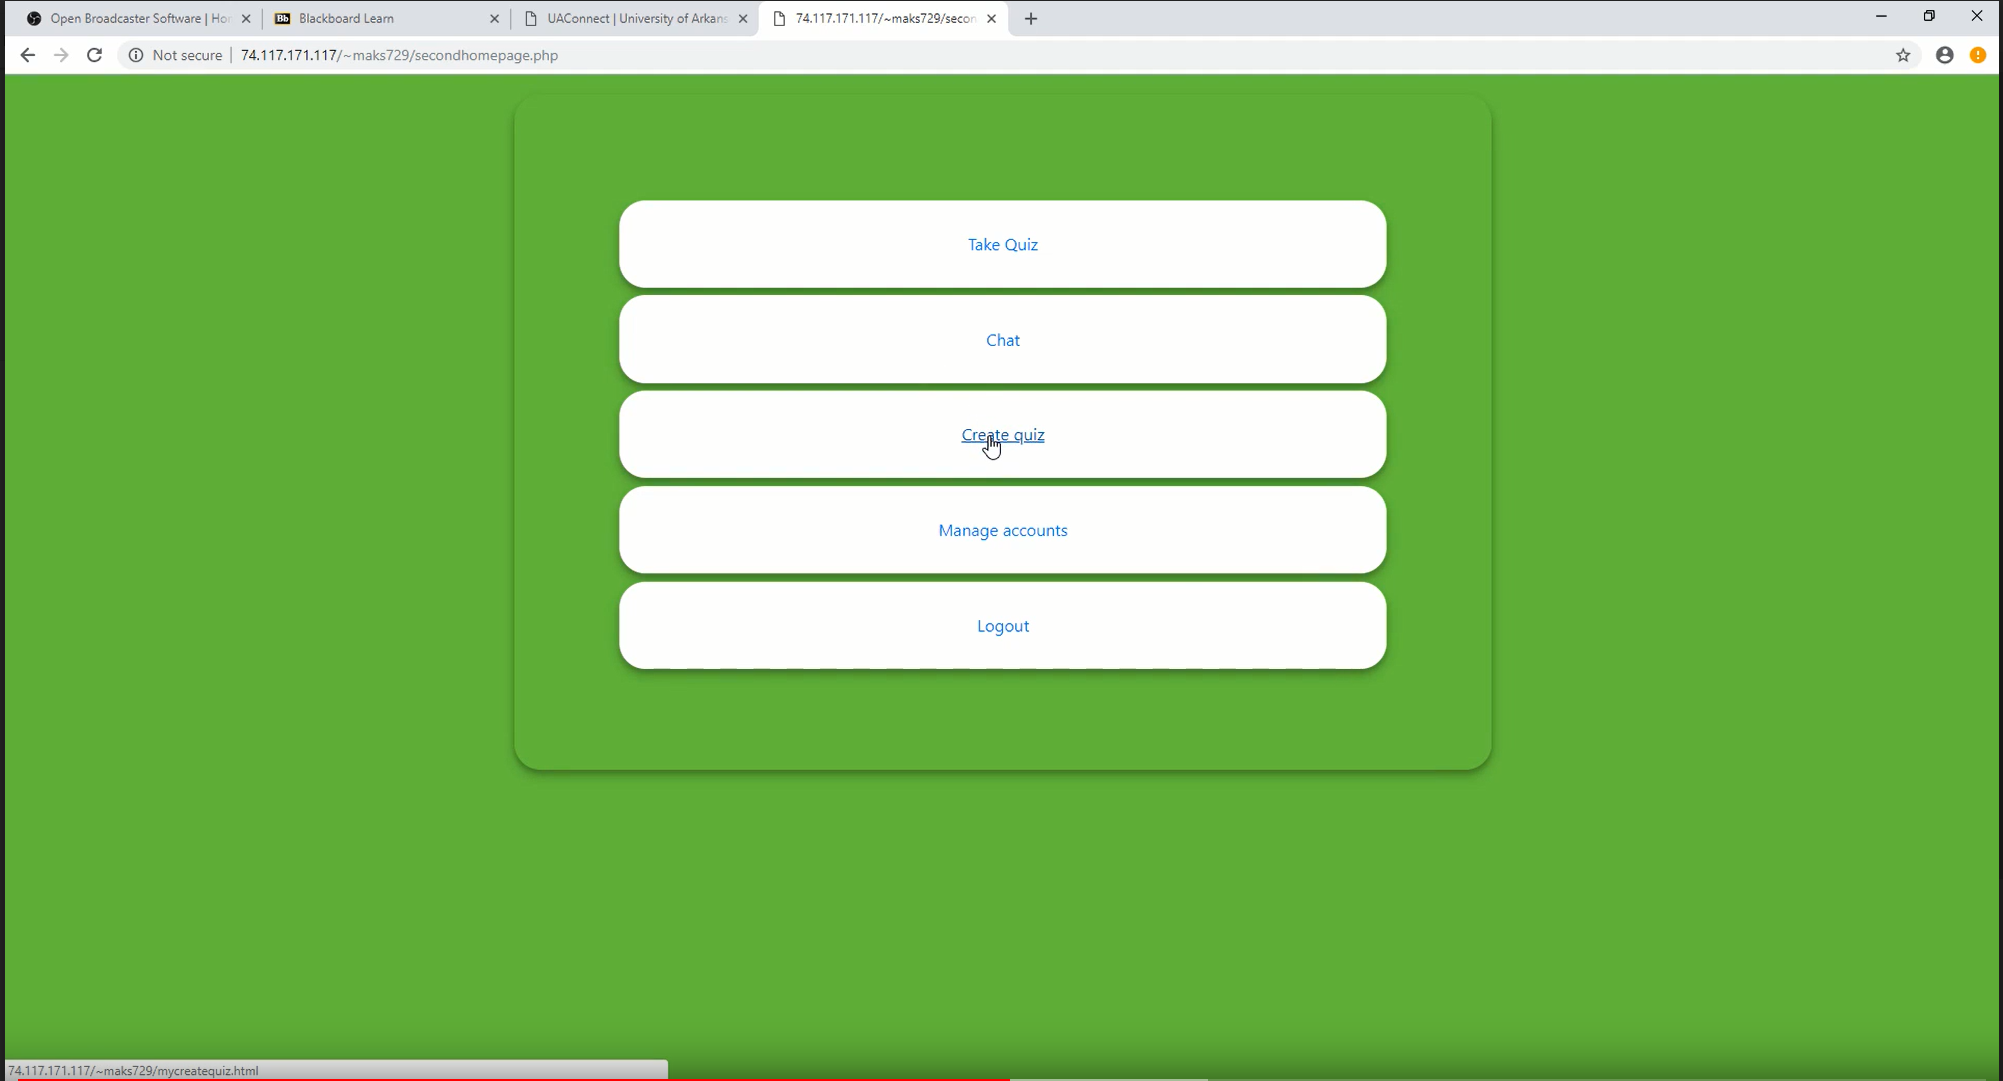 Open Broadcaster Software | Ho
Blackboard Learn
UAConnect | University of Arkans
74.117.171.117/~maks729/secon
Not secure
74.117.171.117/~maks729/secondhomepage.php
Take Quiz
Chat
Create quiz
Manage accounts
Logout
74.117.171.117/~maks729/mycreatequiz.html